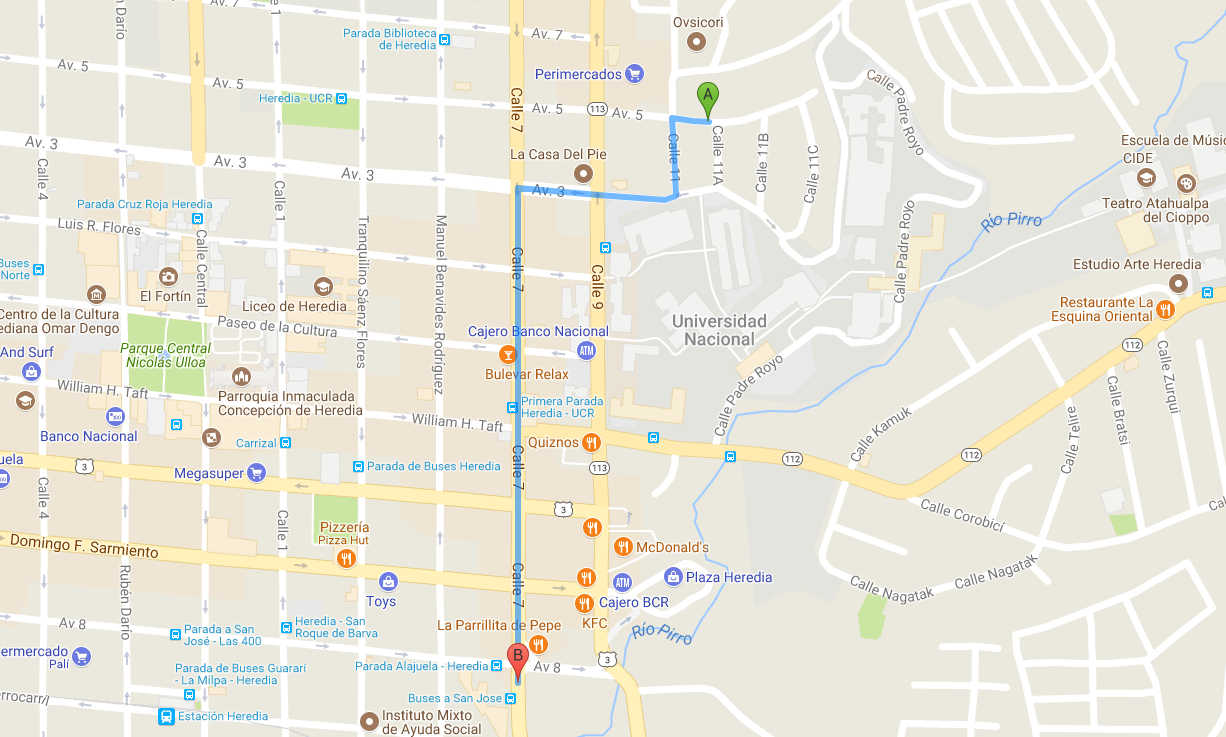 Ovsicori
Rubén Darío
Calle 1
Parada Biblioteca
de Heredia
Av. 7
Av. 5
Av. 5
Perimercados
Calle Padre Royo
A
Calle 7
Heredia - UCR
Av. 5
113
Av. 5
Av. 3
Calle 11
Calle 11A
Calle 11B
Calle 11C
Escuela de Músic
CIDE
La Casa Del Pie
Av. 3
Av. 3
Calle 4
Calle 1
Av. 3
Parada Cruz Roja Heredia
Teatro Atahualpa
del Cioppo
Luis R. Flores
Río Pirro
Calle Padre Royo
Buses
Norte
Calle Central
Tranquilino Sáenz Flores
Manuel Benavides Rodríguez
Calle 7
Calle 9
Estudio Arte Heredia
El Fortín
Liceo de Heredia
Centro de la Cultura
ediana Omar Dengo
Paseo de la Cultura
Cajero Banco Nacional
ATM
Universidad
Nacional
Restaurante La
Esquina Oriental
112
Parque Central
Nicolás Ulloa
And Surf
Bulevar Relax
Calle Padre Royo
Calle Zurqui
William H. Taft
Parroquia Inmaculada
Concepción de Heredia
Primera Parada
Heredia - UCR
Calle Kamuk
Calle Telire
Calle Bratsi
William H. Taft
Banco Nacional
Carrizal
Quiznos
uela
3
Megasuper
Parada de Buses Heredia
Calle 7
113
112
112
Calle 4
Calle 1
3
Calle Corobicí
Cal
Pizzería
Pizza Hut
Domingo F. Sarmiento
McDonald's
Calle Nagatak
Calle Nagatak
Rubén Darío
Toys
Calle 7
ATM
Plaza Heredia
Cajero BCR
KFC
Av 8
Parada a San
José - Las 400
Heredia - San
Roque de Barva
La Parrillita de Pepe
Río Pirro
ermercado
Palí
Parada de Buses Guararí
- La Milpa - Heredia
Parada Alajuela - Heredia
B
Av 8
3
errocarril
Buses a San Jose
Estación Heredia
Instituto Mixto
de Ayuda Social